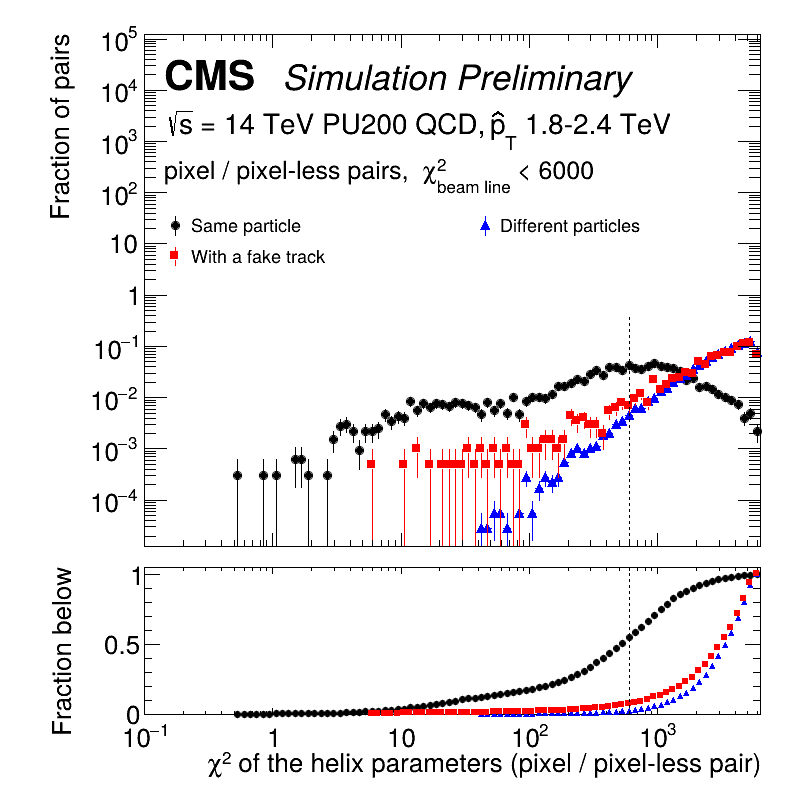 CMS Simulation Preliminary
√s = 14 TeV PU200 QCD, p̂_T 1.8-2.4 TeV
pixel / pixel-less pairs, χ²_beam line < 6000
Same particle
Different particles
With a fake track
Fraction of pairs
10⁵
10⁴
10³
10²
10
1
10⁻¹
10⁻²
10⁻³
10⁻⁴
Fraction below
1
0.5
0
10⁻¹ 1 10 10² 10³
χ² of the helix parameters (pixel / pixel-less pair)